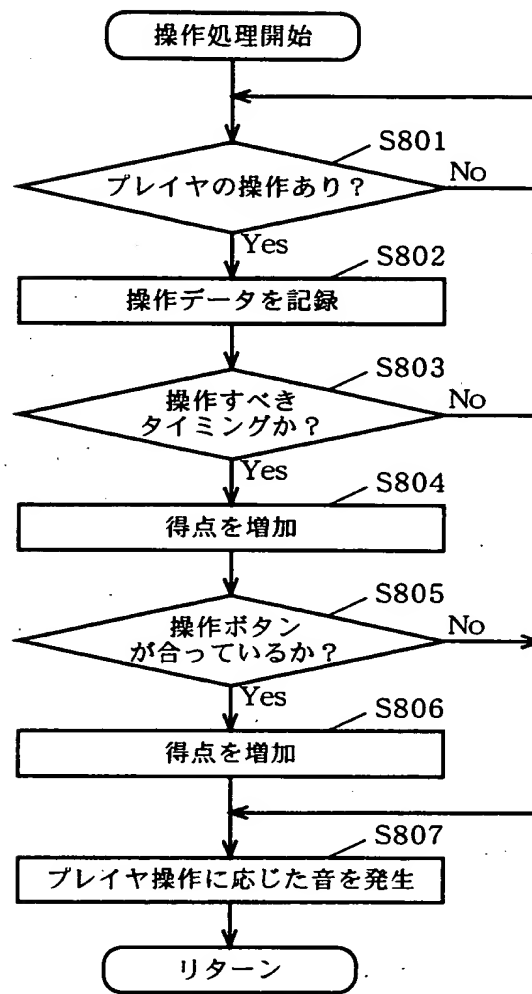 操作処理開始
S801
プレイヤの操作あり？
No
Yes
S802
操作データを記録
S803
操作すべき
タイミングか？
No
Yes
S804
得点を増加
S805
操作ボタン
が合っているか？
No
Yes
S806
得点を増加
S807
プレイヤ操作に応じた音を発生
リターン